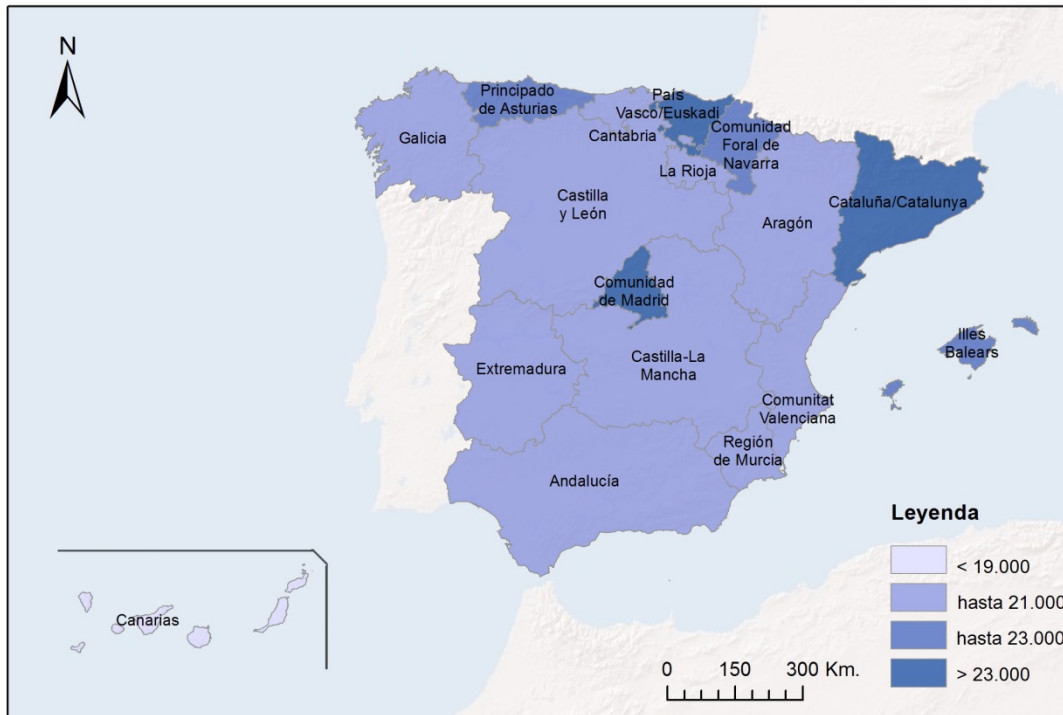 N
Principado
de Asturias
País
Vasco/Euskadi
Galicia
Cantabria
Comunidad
Foral de
Navarra
La Rioja
Castilla
y León
Cataluña/Catalunya
Aragón
Comunidad
de Madrid
Illes
Balears
Extremadura
Castilla-La
Mancha
Comunitat
Valenciana
Región
de Murcia
Andalucía
Canarias
Leyenda
< 19.000
hasta 21.000
hasta 23.000
> 23.000
0 150 300 Km.